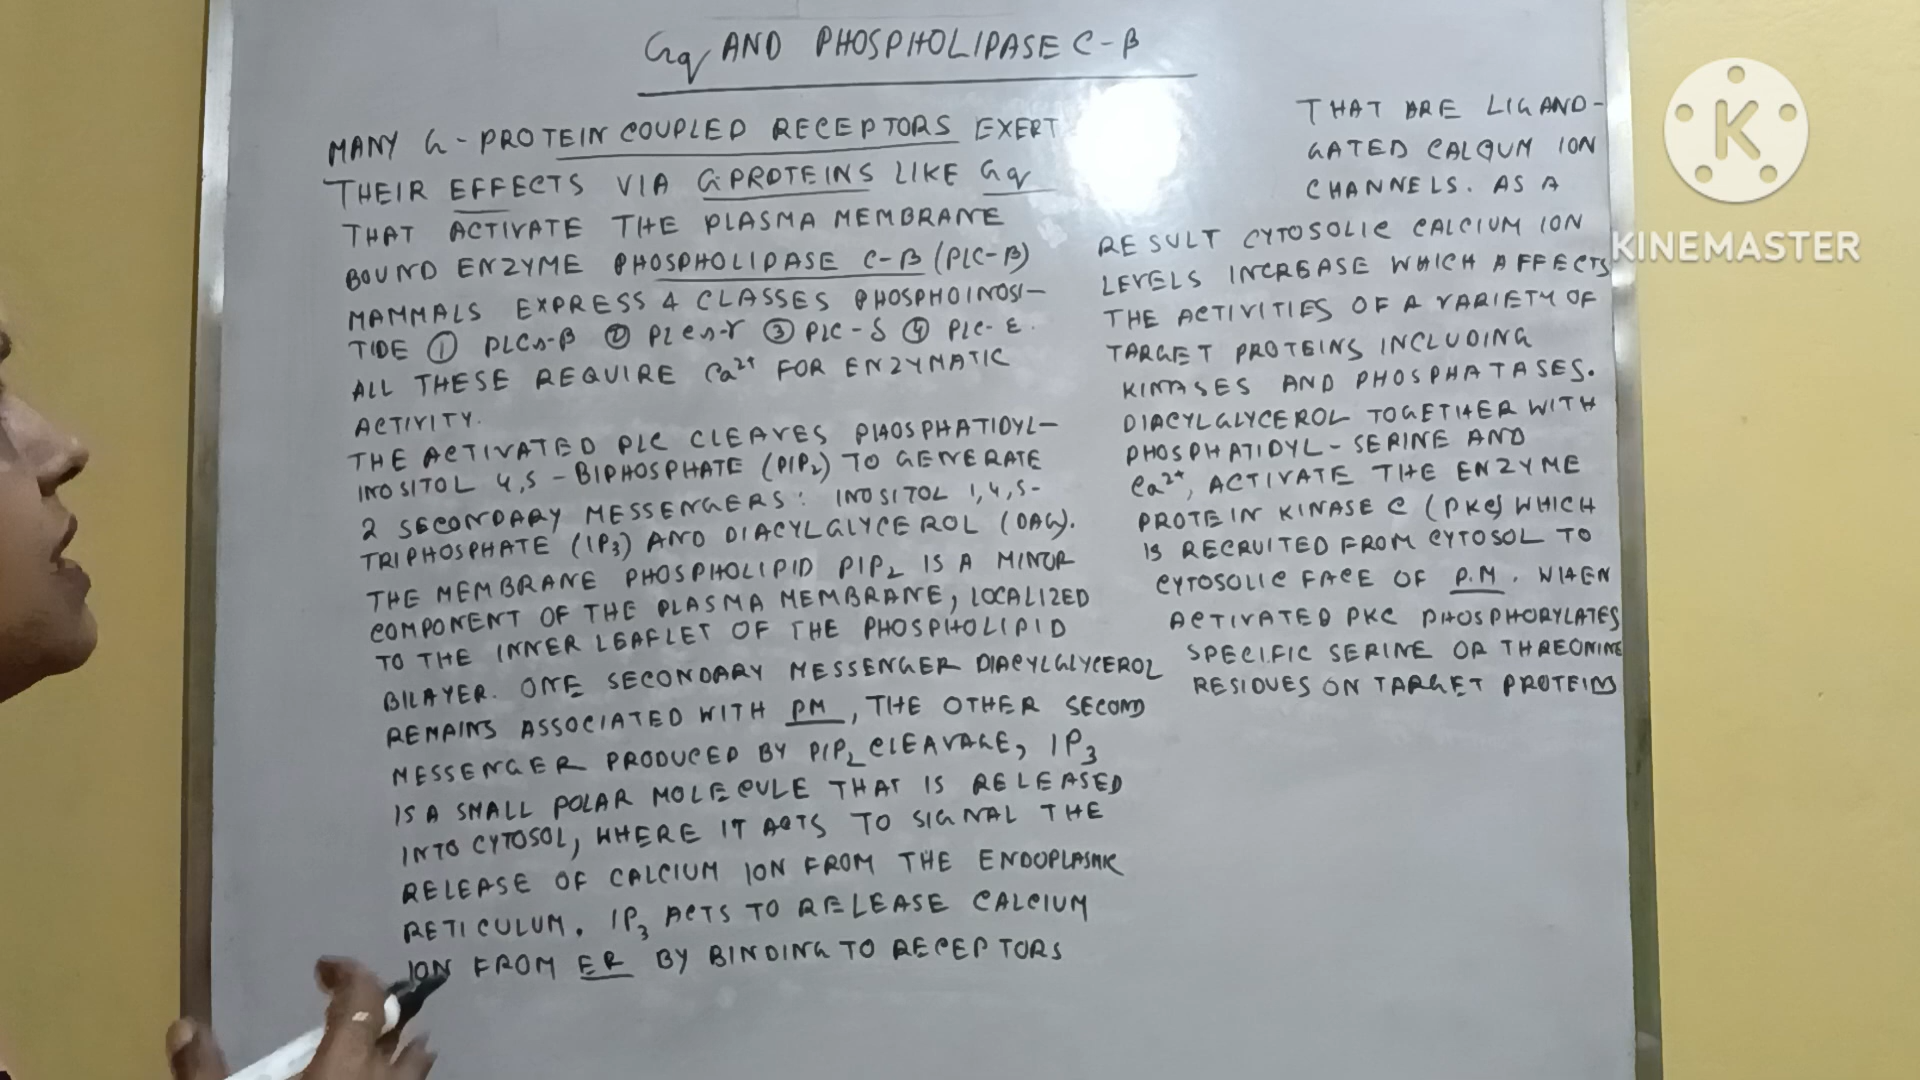 Gq AND PHOSPHOLIPASE C-β
MANY G-PROTEIN COUPLED RECEPTORS EXERT
THEIR EFFECTS VIA G PROTEINS LIKE Gq
THAT ACTIVATE THE PLASMA MEMBRANE
BOUND ENZYME PHOSPHOLIPASE C-β (PLC-β)
MAMMALS EXPRESS 4 CLASSES PHOSPHOINOSI-
TIDE ① PLCs-β ② PLCs-γ ③ PLC-δ ④ PLC-ε.
ALL THESE REQUIRE Ca²⁺ FOR ENZYMATIC
ACTIVITY.
THE ACTIVATED PLC CLEAVES PHOSPHATIDYL-
INOSITOL 4,5-BIPHOSPHATE (PIP₂) TO GENERATE
2 SECONDARY MESSENGERS: INOSITOL 1,4,5-
TRIPHOSPHATE (IP₃) AND DIACYLGLYCEROL (DAG).
THE MEMBRANE PHOSPHOLIPID PIP₂ IS A MINOR
COMPONENT OF THE PLASMA MEMBRANE, LOCALIZED
TO THE INNER LEAFLET OF THE PHOSPHOLIPID
BILAYER. ONE SECONDARY MESSENGER DIACYLGLYCEROL
REMAINS ASSOCIATED WITH PM, THE OTHER SECOND
MESSENGER PRODUCED BY PIP₂ CLEAVAGE, IP₃
IS A SMALL POLAR MOLECULE THAT IS RELEASED
INTO CYTOSOL, WHERE IT ACTS TO SIGNAL THE
RELEASE OF CALCIUM ION FROM THE ENDOPLASMIC
RETICULUM. IP₃ ACTS TO RELEASE CALCIUM
ION FROM ER BY BINDING TO RECEPTORS
THAT ARE LIGAND-
GATED CALCIUM ION
CHANNELS. AS A
RESULT CYTOSOLIC CALCIUM ION
LEVELS INCREASE WHICH AFFECTS
THE ACTIVITIES OF A VARIETY OF
TARGET PROTEINS INCLUDING
KINASES AND PHOSPHATASES.
DIACYLGLYCEROL TOGETHER WITH
PHOSPHATIDYL-SERINE AND
Ca²⁺, ACTIVATE THE ENZYME
PROTEIN KINASE C (PKC) WHICH
IS RECRUITED FROM CYTOSOL TO
CYTOSOLIC FACE OF P.M. WHEN
ACTIVATED PKC PHOSPHORYLATES
SPECIFIC SERINE OR THREONINE
RESIDUES ON TARGET PROTEINS
K
KINEMASTER